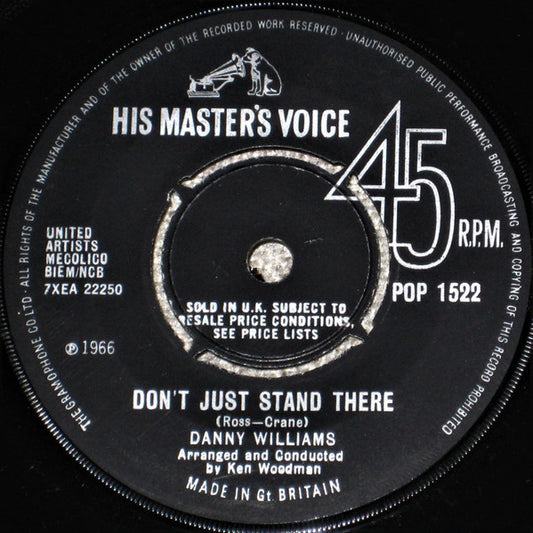 THE GRAMOPHONE CO. LTD. · ALL RIGHTS OF THE MANUFACTURER AND OF THE OWNER OF THE RECORDED WORK RESERVED · UNAUTHORISED PUBLIC PERFORMANCE BROADCASTING AND COPYING OF THIS RECORD PROHIBITED
HIS MASTER'S VOICE
45
R.P.M.
UNITED
ARTISTS
MECOLICO
BIEM/NCB
7XEA 22250
POP 1522
SOLD IN U.K. SUBJECT TO
RESALE PRICE CONDITIONS,
SEE PRICE LISTS
℗ 1966
DON'T JUST STAND THERE
(Ross—Crane)
DANNY WILLIAMS
Arranged and Conducted
by Ken Woodman
MADE IN Gt. BRITAIN